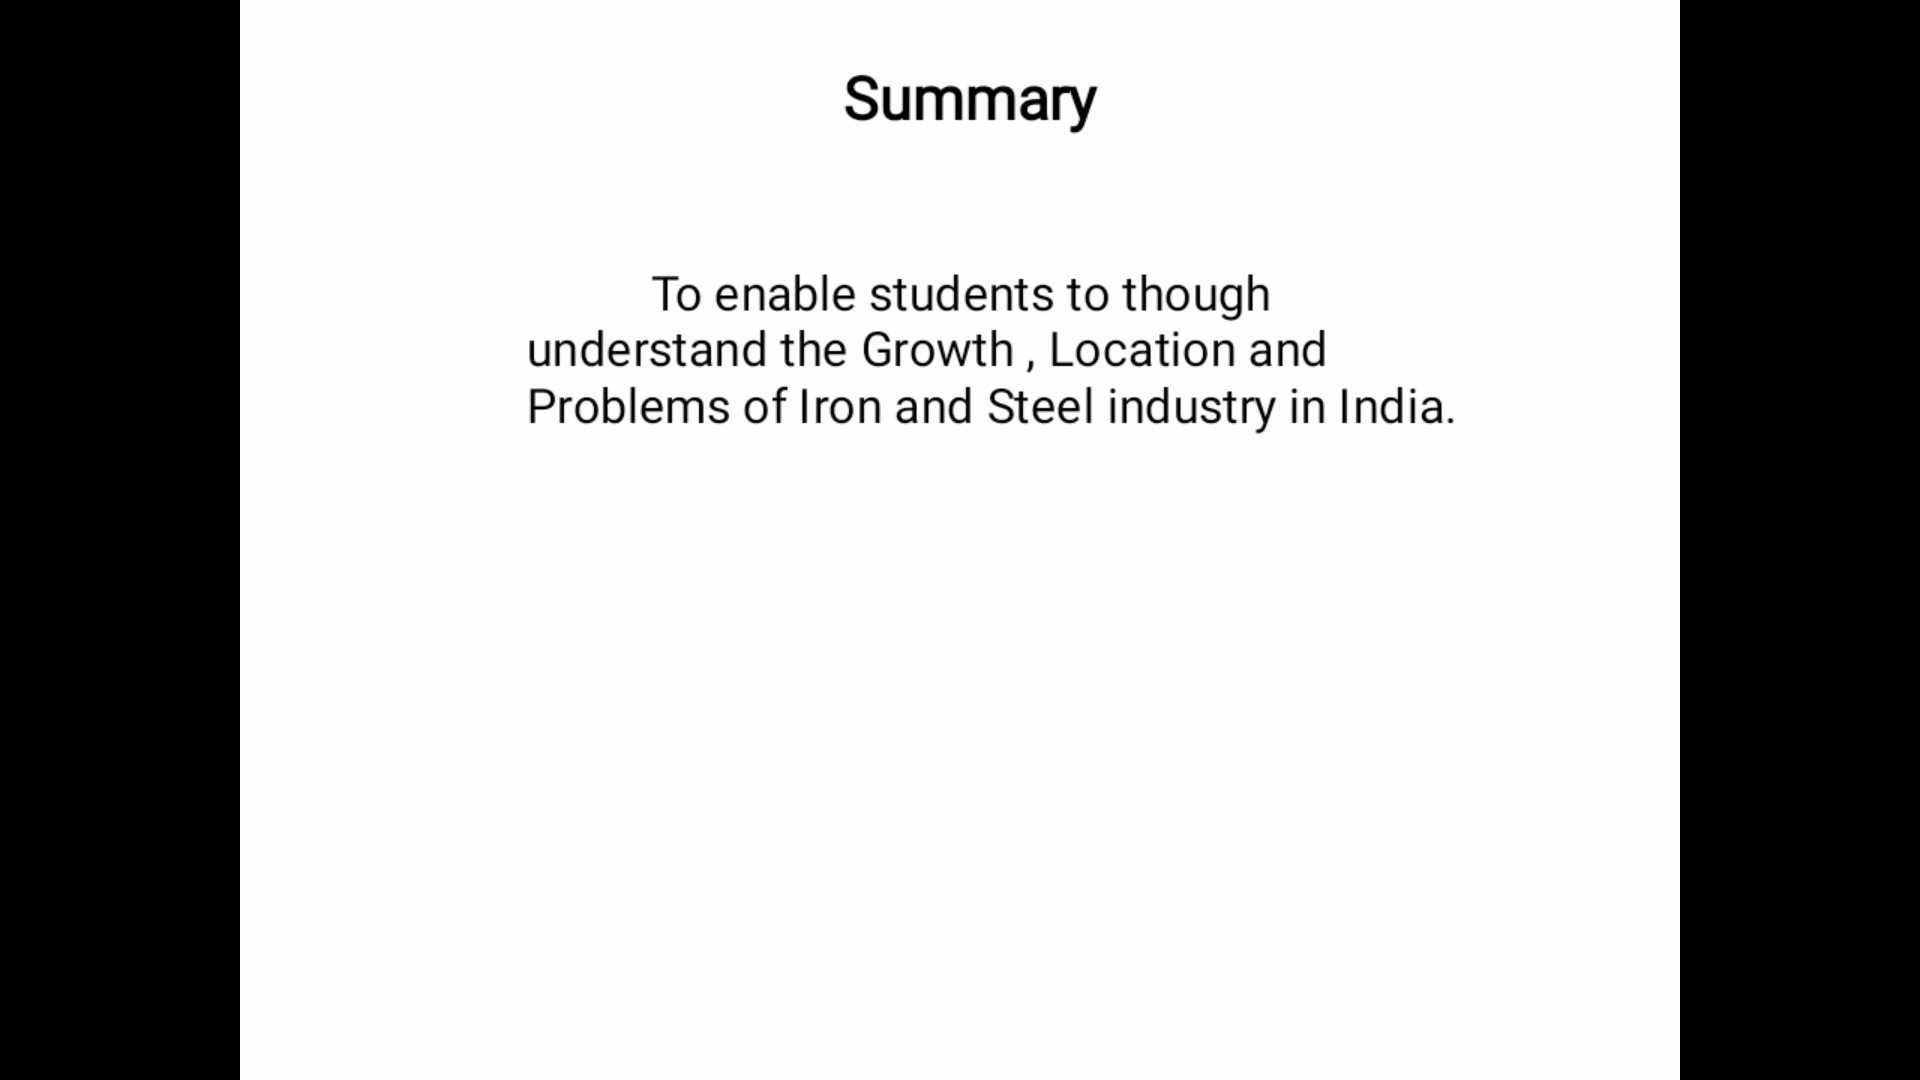 Summary
To enable students to though
understand the Growth , Location and
Problems of Iron and Steel industry in India.